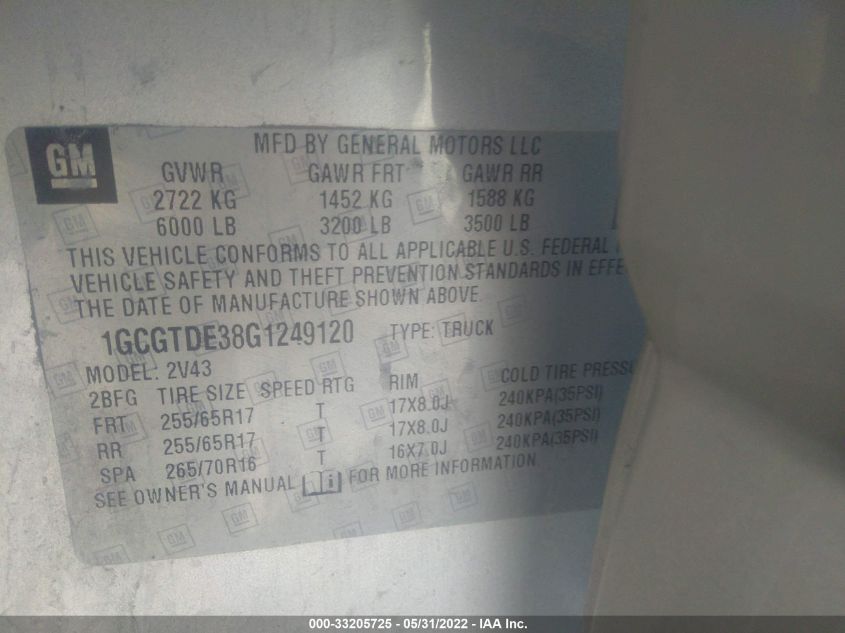 GM
MFD BY GENERAL MOTORS LLC
GVWR GAWR FRT GAWR RR
2722 KG 1452 KG 1588 KG
6000 LB 3200 LB 3500 LB
THIS VEHICLE CONFORMS TO ALL APPLICABLE U.S. FEDERAL
VEHICLE SAFETY AND THEFT PREVENTION STANDARDS IN EFFE
THE DATE OF MANUFACTURE SHOWN ABOVE.
1GCGTDE38G1249120 TYPE: TRUCK
MODEL: 2V43
2BFG TIRE SIZE SPEED RTG RIM COLD TIRE PRESSU
FRT 255/65R17 T 17X8.0J 240KPA(35PSI)
RR 255/65R17 T 17X8.0J 240KPA(35PSI)
SPA 265/70R16 T 16X7.0J 240KPA(35PSI)
SEE OWNER'S MANUAL i FOR MORE INFORMATION.
000-33205725 - 05/31/2022 - IAA Inc.